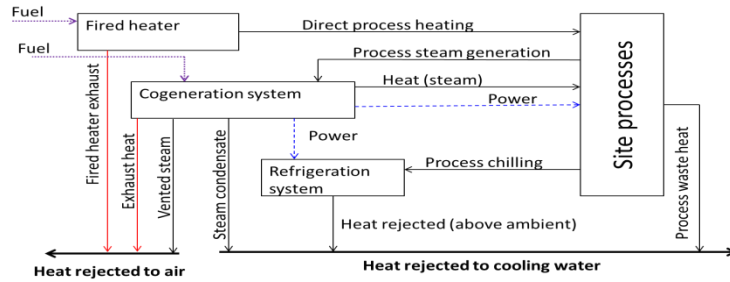 Fuel
Fired heater
Direct process heating
Fuel
Process steam generation
Cogeneration system
Heat (steam)
Power
Site processes
Fired heater exhaust
Exhaust heat
Vented steam
Steam condensate
Power
Refrigeration
system
Process chilling
Process waste heat
Heat rejected (above ambient)
Heat rejected to air
Heat rejected to cooling water